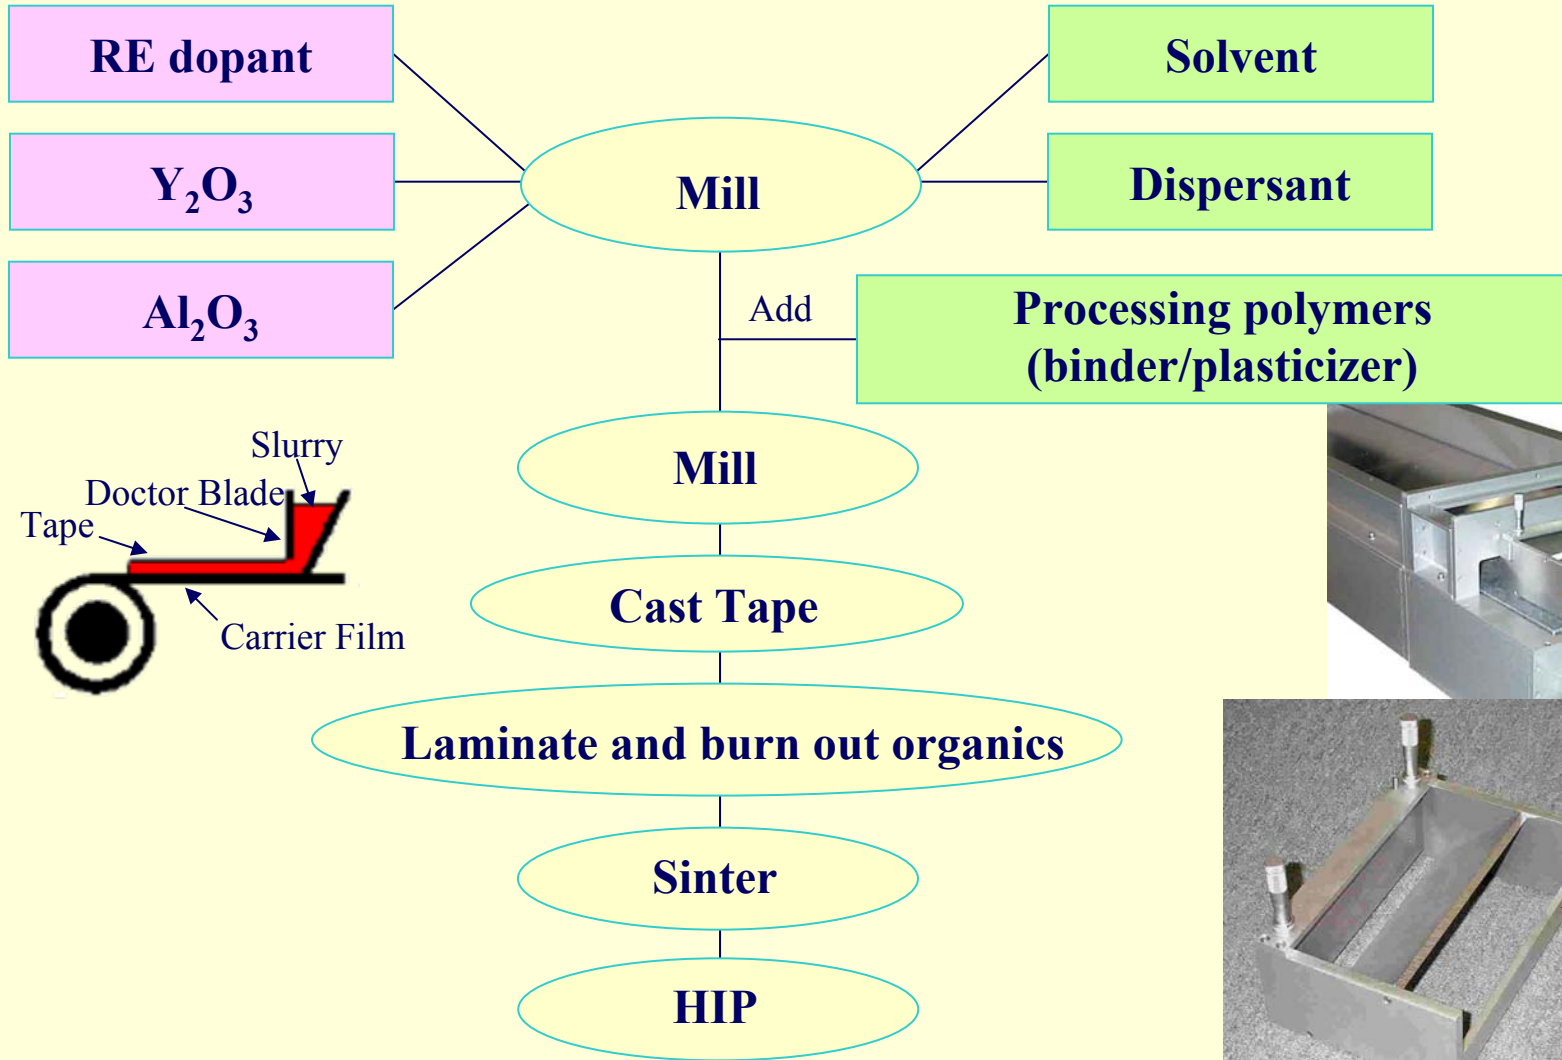 RE dopant
Solvent
Y₂O₃
Mill
Dispersant
Al₂O₃
Add
Processing polymers
(binder/plasticizer)
Slurry
Doctor Blade
Tape
Carrier Film
Mill
Cast Tape
Laminate and burn out organics
Sinter
HIP